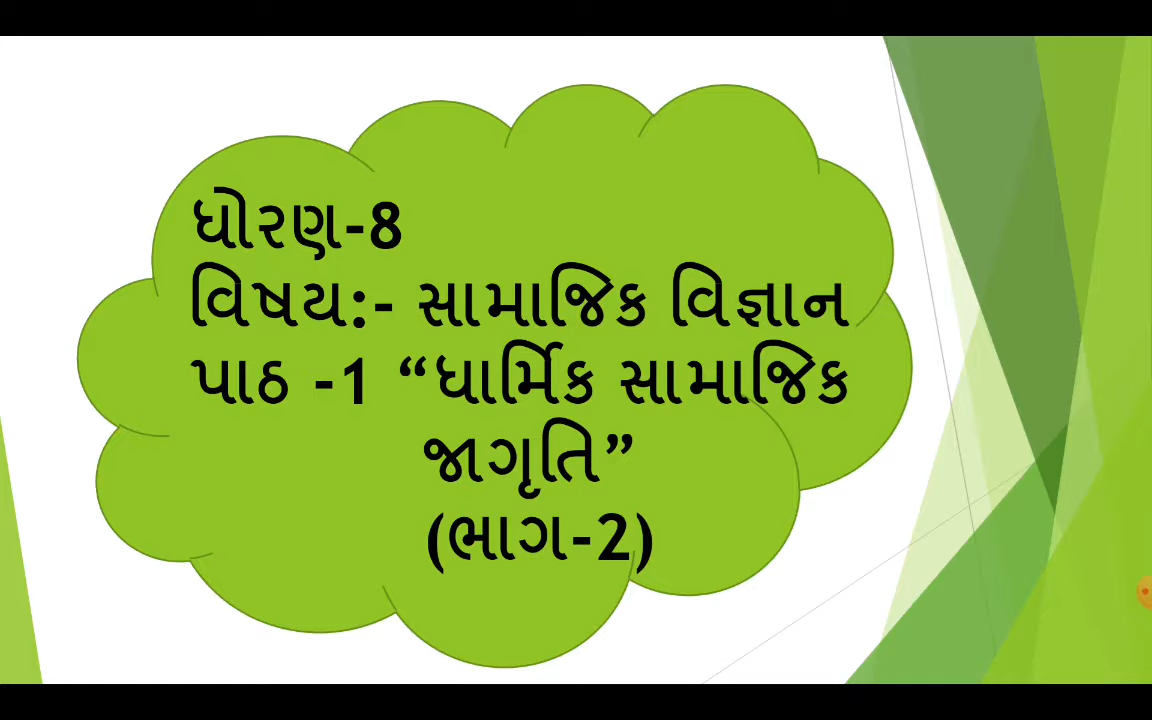 ધોરણ-8
વિષય:- સામાજિક વિજ્ઞાન
પાઠ -1 “ધાર્મિક સામાજિક
જાગૃતિ”
(ભાગ-2)